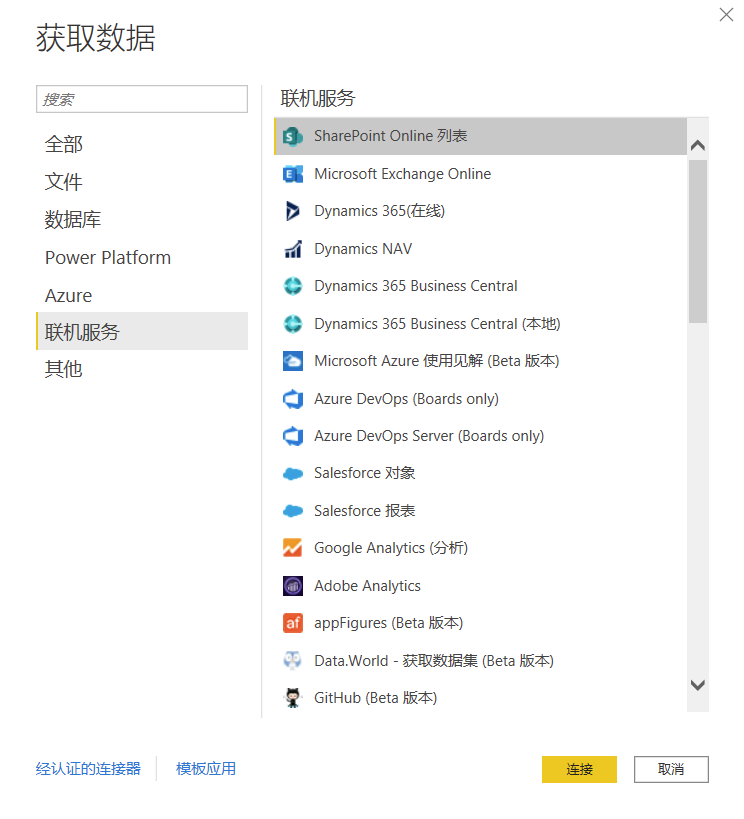 获取数据
搜索
全部
文件
数据库
Power Platform
Azure
联机服务
其他
联机服务
SharePoint Online 列表
Microsoft Exchange Online
Dynamics 365(在线)
Dynamics NAV
Dynamics 365 Business Central
Dynamics 365 Business Central (本地)
Microsoft Azure 使用见解 (Beta 版本)
Azure DevOps (Boards only)
Azure DevOps Server (Boards only)
Salesforce 对象
Salesforce 报表
Google Analytics (分析)
Adobe Analytics
appFigures (Beta 版本)
Data.World - 获取数据集 (Beta 版本)
GitHub (Beta 版本)
经认证的连接器
模板应用
连接
取消